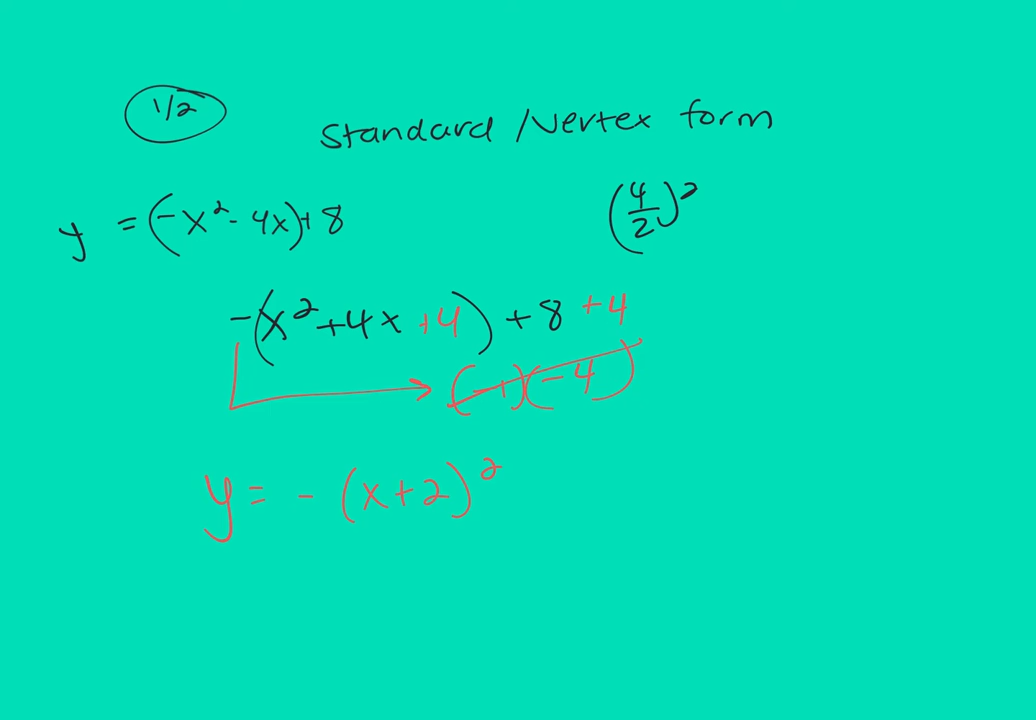 1/2
Standard /Vertex form
y = (-x² - 4x) + 8
(4/2)²
-(x² + 4x + 4) + 8 + 4
(-1)(-4)
y = - (x + 2)²